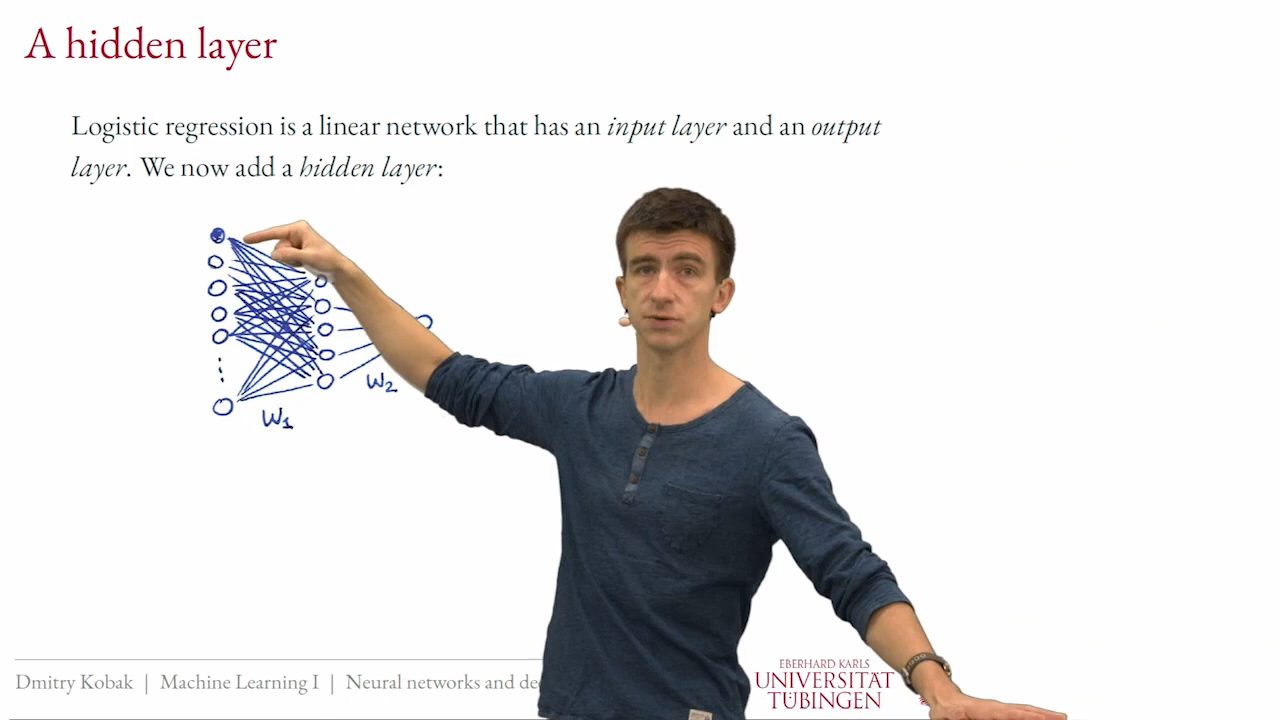 A hidden layer
Logistic regression is a linear network that has an input layer and an output
layer. We now add a hidden layer:
W1
W2
Dmitry Kobak | Machine Learning I | Neural networks and
EBERHARD KARLS
UNIVERSITÄT
TÜBINGEN